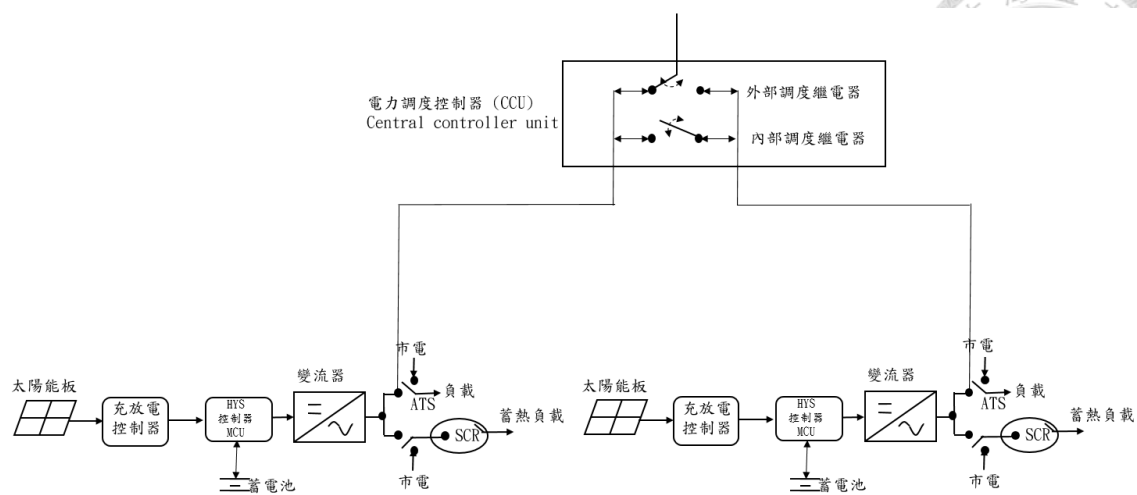 外部調度繼電器
電力調度控制器 (CCU)
Central controller unit
內部調度繼電器
市電
太陽能板
變流器
負載
充放電
控制器
HYS
控制器
MCU
ATS
SCR
蓄熱負載
市電
蓄電池
市電
太陽能板
變流器
負載
充放電
控制器
HYS
控制器
MCU
ATS
SCR
蓄熱負載
市電
蓄電池